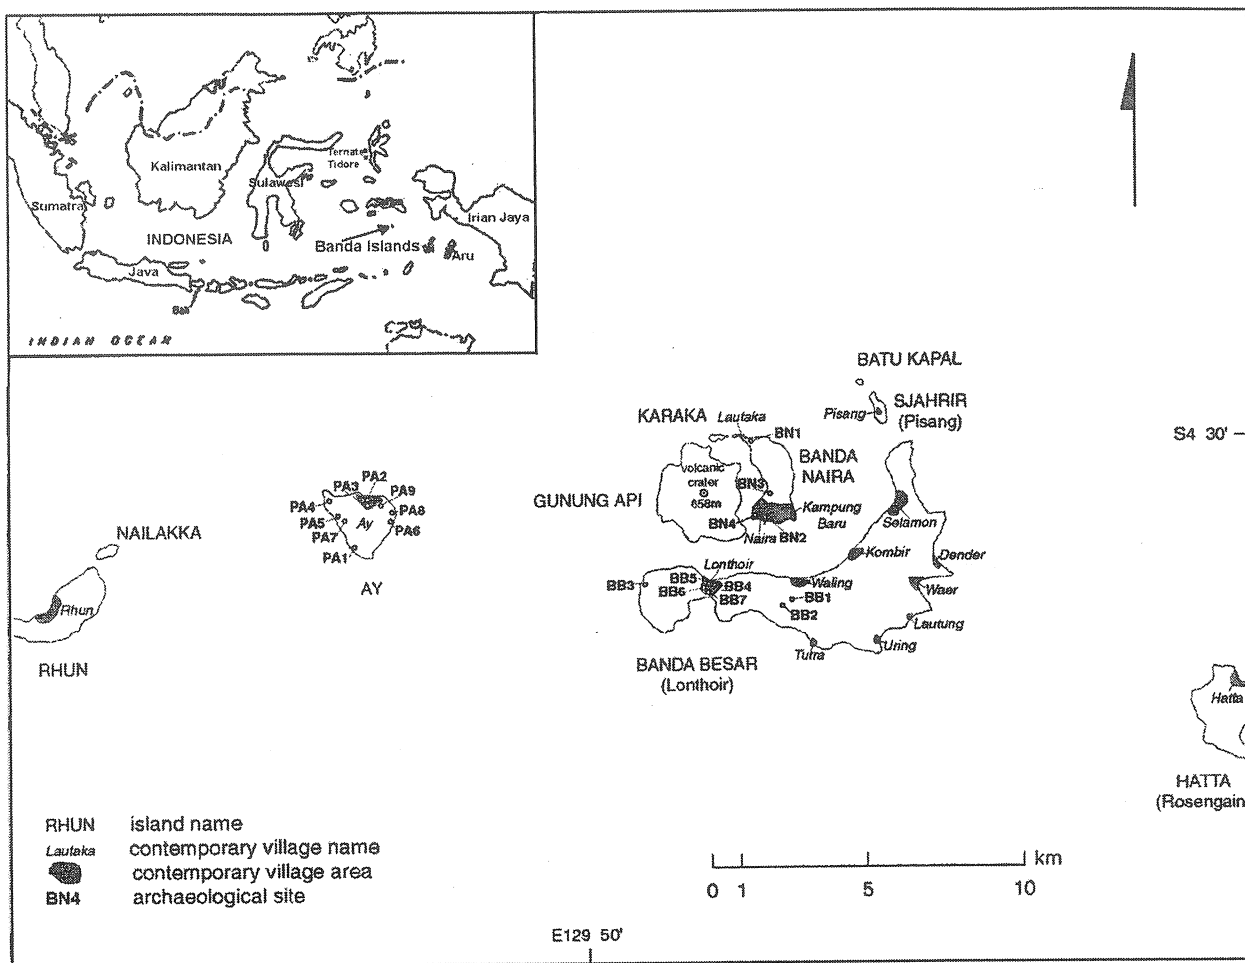 Kalimantan
Ternate
Tidore
Sulawesi
Sumatra
Irian Jaya
INDONESIA
Banda Islands
Aru
Java
Bali
INDIAN OCEAN
BATU KAPAL
SJAHRIR
(Pisang)
Pisang
KARAKA
Lautaka
BN1
S4 30'
BANDA
NAIRA
volcanic
crater
658m
BN3
GUNUNG API
Kampung
Baru
BN4
Naira
BN2
Selamon
PA2
PA3
PA9
PA4
PA8
PA5
Ay
PA7
PA6
PA1
AY
NAILAKKA
Rhun
RHUN
Kombir
Dender
Lonthoir
BB3
BB5
BB4
BB6
BB7
Waling
BB1
BB2
Waer
Lautung
Uring
Tutra
BANDA BESAR
(Lonthoir)
Hatta
HATTA
(Rosengain
RHUN island name
Lautaka contemporary village name
contemporary village area
BN4 archaeological site
km
0 1 5 10
E129 50'